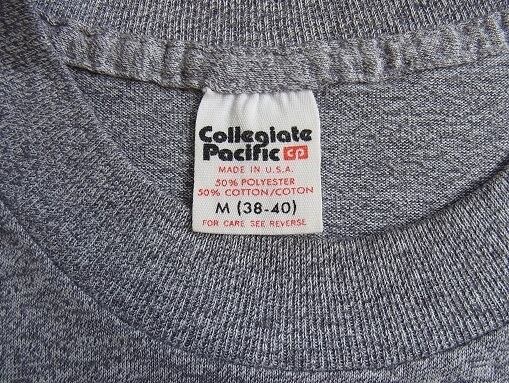 Collegiate
Pacific CP
MADE IN U.S.A.
50% POLYESTER
50% COTTON/COTON
M (38-40)
FOR CARE SEE REVERSE